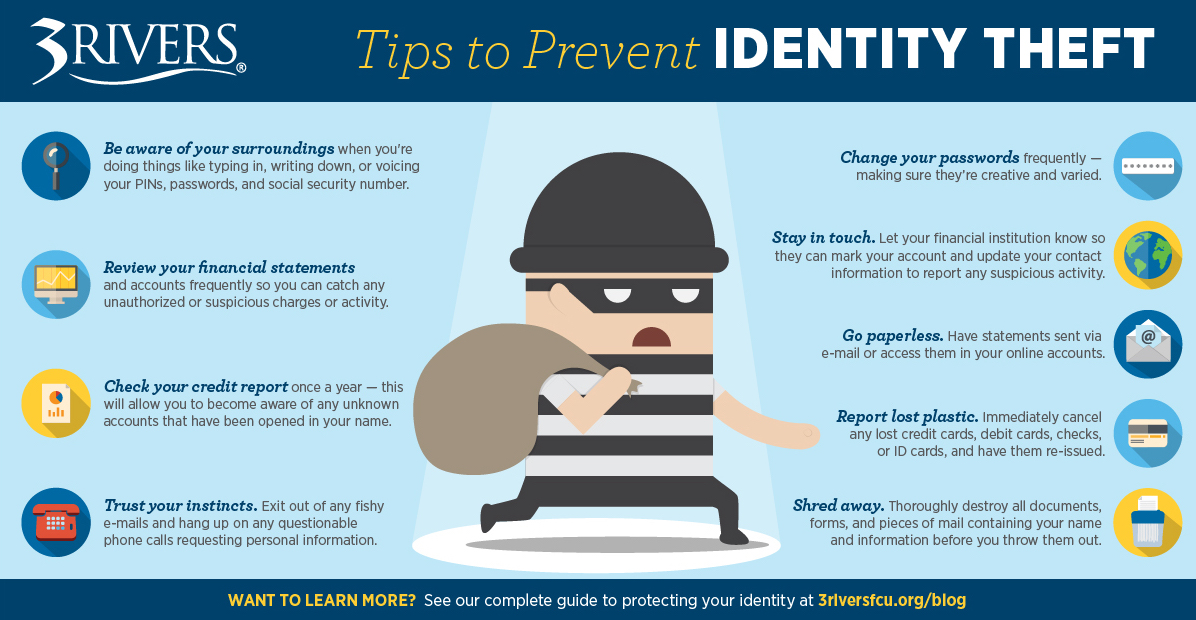 3RIVERS®
Tips to Prevent IDENTITY THEFT
Be aware of your surroundings when you're
doing things like typing in, writing down, or voicing
your PINs, passwords, and social security number.
Review your financial statements
and accounts frequently so you can catch any
unauthorized or suspicious charges or activity.
Check your credit report once a year — this
will allow you to become aware of any unknown
accounts that have been opened in your name.
Trust your instincts. Exit out of any fishy
e-mails and hang up on any questionable
phone calls requesting personal information.
Change your passwords frequently —
making sure they're creative and varied.
Stay in touch. Let your financial institution know so
they can mark your account and update your contact
information to report any suspicious activity.
Go paperless. Have statements sent via
e-mail or access them in your online accounts.
@
Report lost plastic. Immediately cancel
any lost credit cards, debit cards, checks,
or ID cards, and have them re-issued.
Shred away. Thoroughly destroy all documents,
forms, and pieces of mail containing your name
and information before you throw them out.
WANT TO LEARN MORE? See our complete guide to protecting your identity at 3riversfcu.org/blog